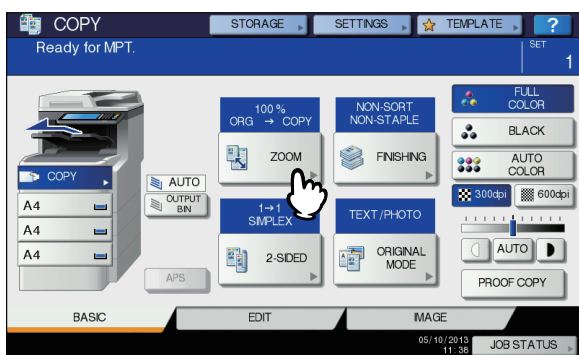 COPY
STORAGE
SETTINGS
TEMPLATE
?
Ready for MPT.
SET
1
100 %
ORG → COPY
ZOOM
NON-SORT
NON-STAPLE
FINISHING
FULL
COLOR
BLACK
AUTO
COLOR
300dpi
600dpi
COPY
A4
A4
A4
AUTO
OUTPUT
BIN
APS
1→1
SIMPLEX
2-SIDED
TEXT/PHOTO
ORIGINAL
MODE
AUTO
PROOF COPY
BASIC
EDIT
IMAGE
05/10/2013
11:38
JOB STATUS